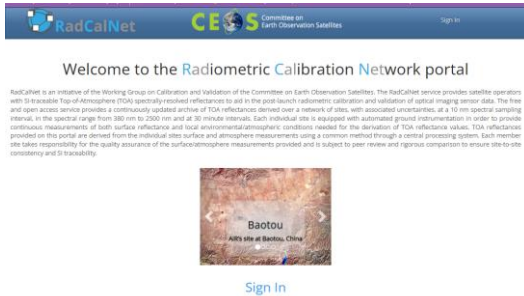 RadCalNet
CEOS
Committee on
Earth Observation Satellites
Sign In
Welcome to the Radiometric Calibration Network portal
RadCalNet is an initiative of the Working Group on Calibration and Validation of the Committee on Earth Observation Satellites. The RadCalNet service provides satellite operators
with SI-traceable Top-of-Atmosphere (TOA) spectrally-resolved reflectances to aid in the post-launch radiometric calibration and validation of optical imaging sensor data. The free
and open access service provides a continuously updated archive of TOA reflectances derived over a network of sites, with associated uncertainties, at a 10 nm spectral sampling
interval, in the spectral range from 380 nm to 2500 nm and at 30 minute intervals. Each individual site is equipped with automated ground instrumentation in order to provide
continuous measurements of both surface reflectance and local environmental/atmospheric conditions needed for the derivation of TOA reflectance values. TOA reflectances
provided on this portal are derived from the individual sites surface and atmosphere measurements using a common method through a central processing system. Each member
site takes responsibility for the quality assurance of the surface/atmosphere measurements provided and is subject to peer review and rigorous comparison to ensure site-to-site
consistency and SI traceability.
Baotou
AIR's site at Baotou, China
Sign In